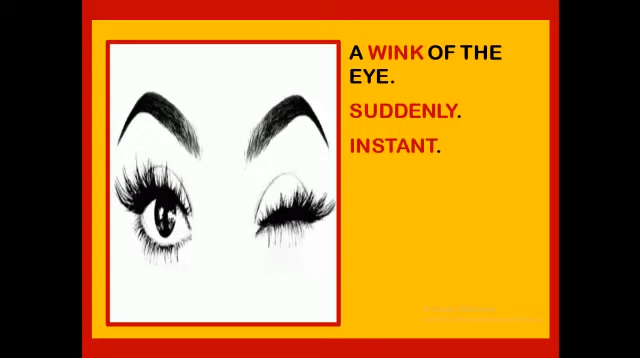 A WINK OF THE
EYE.
SUDDENLY.
INSTANT.